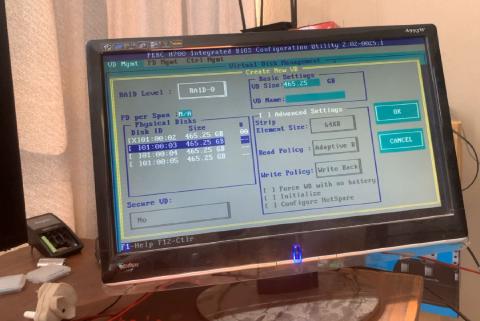 PERC H700 Integrated BIOS Configuration Utility 2.02-0025.1
VD Mgmt PD Mgmt Ctrl Mgmt
Virtual Disk Management
Create New VD
RAID Level : RAID-0
PD per Span : N/A
Physical Disks
Disk ID Size #
[X]01:00:02 465.25 GB 00
[ ]01:00:03 465.25 GB
[ ]01:00:04 465.25 GB
[ ]01:00:05 465.25 GB
Secure VD:
No
Basic Settings
VD Size: 465.25 GB
VD Name:
[ ] Advanced Settings
Strip
Element Size: 64KB
Read Policy : Adaptive R
Write Policy: Write Back
[ ] Force WB with no battery
[ ] Initialize
[ ] Configure HotSpare
OK
CANCEL
F1-Help F12-Ctlr